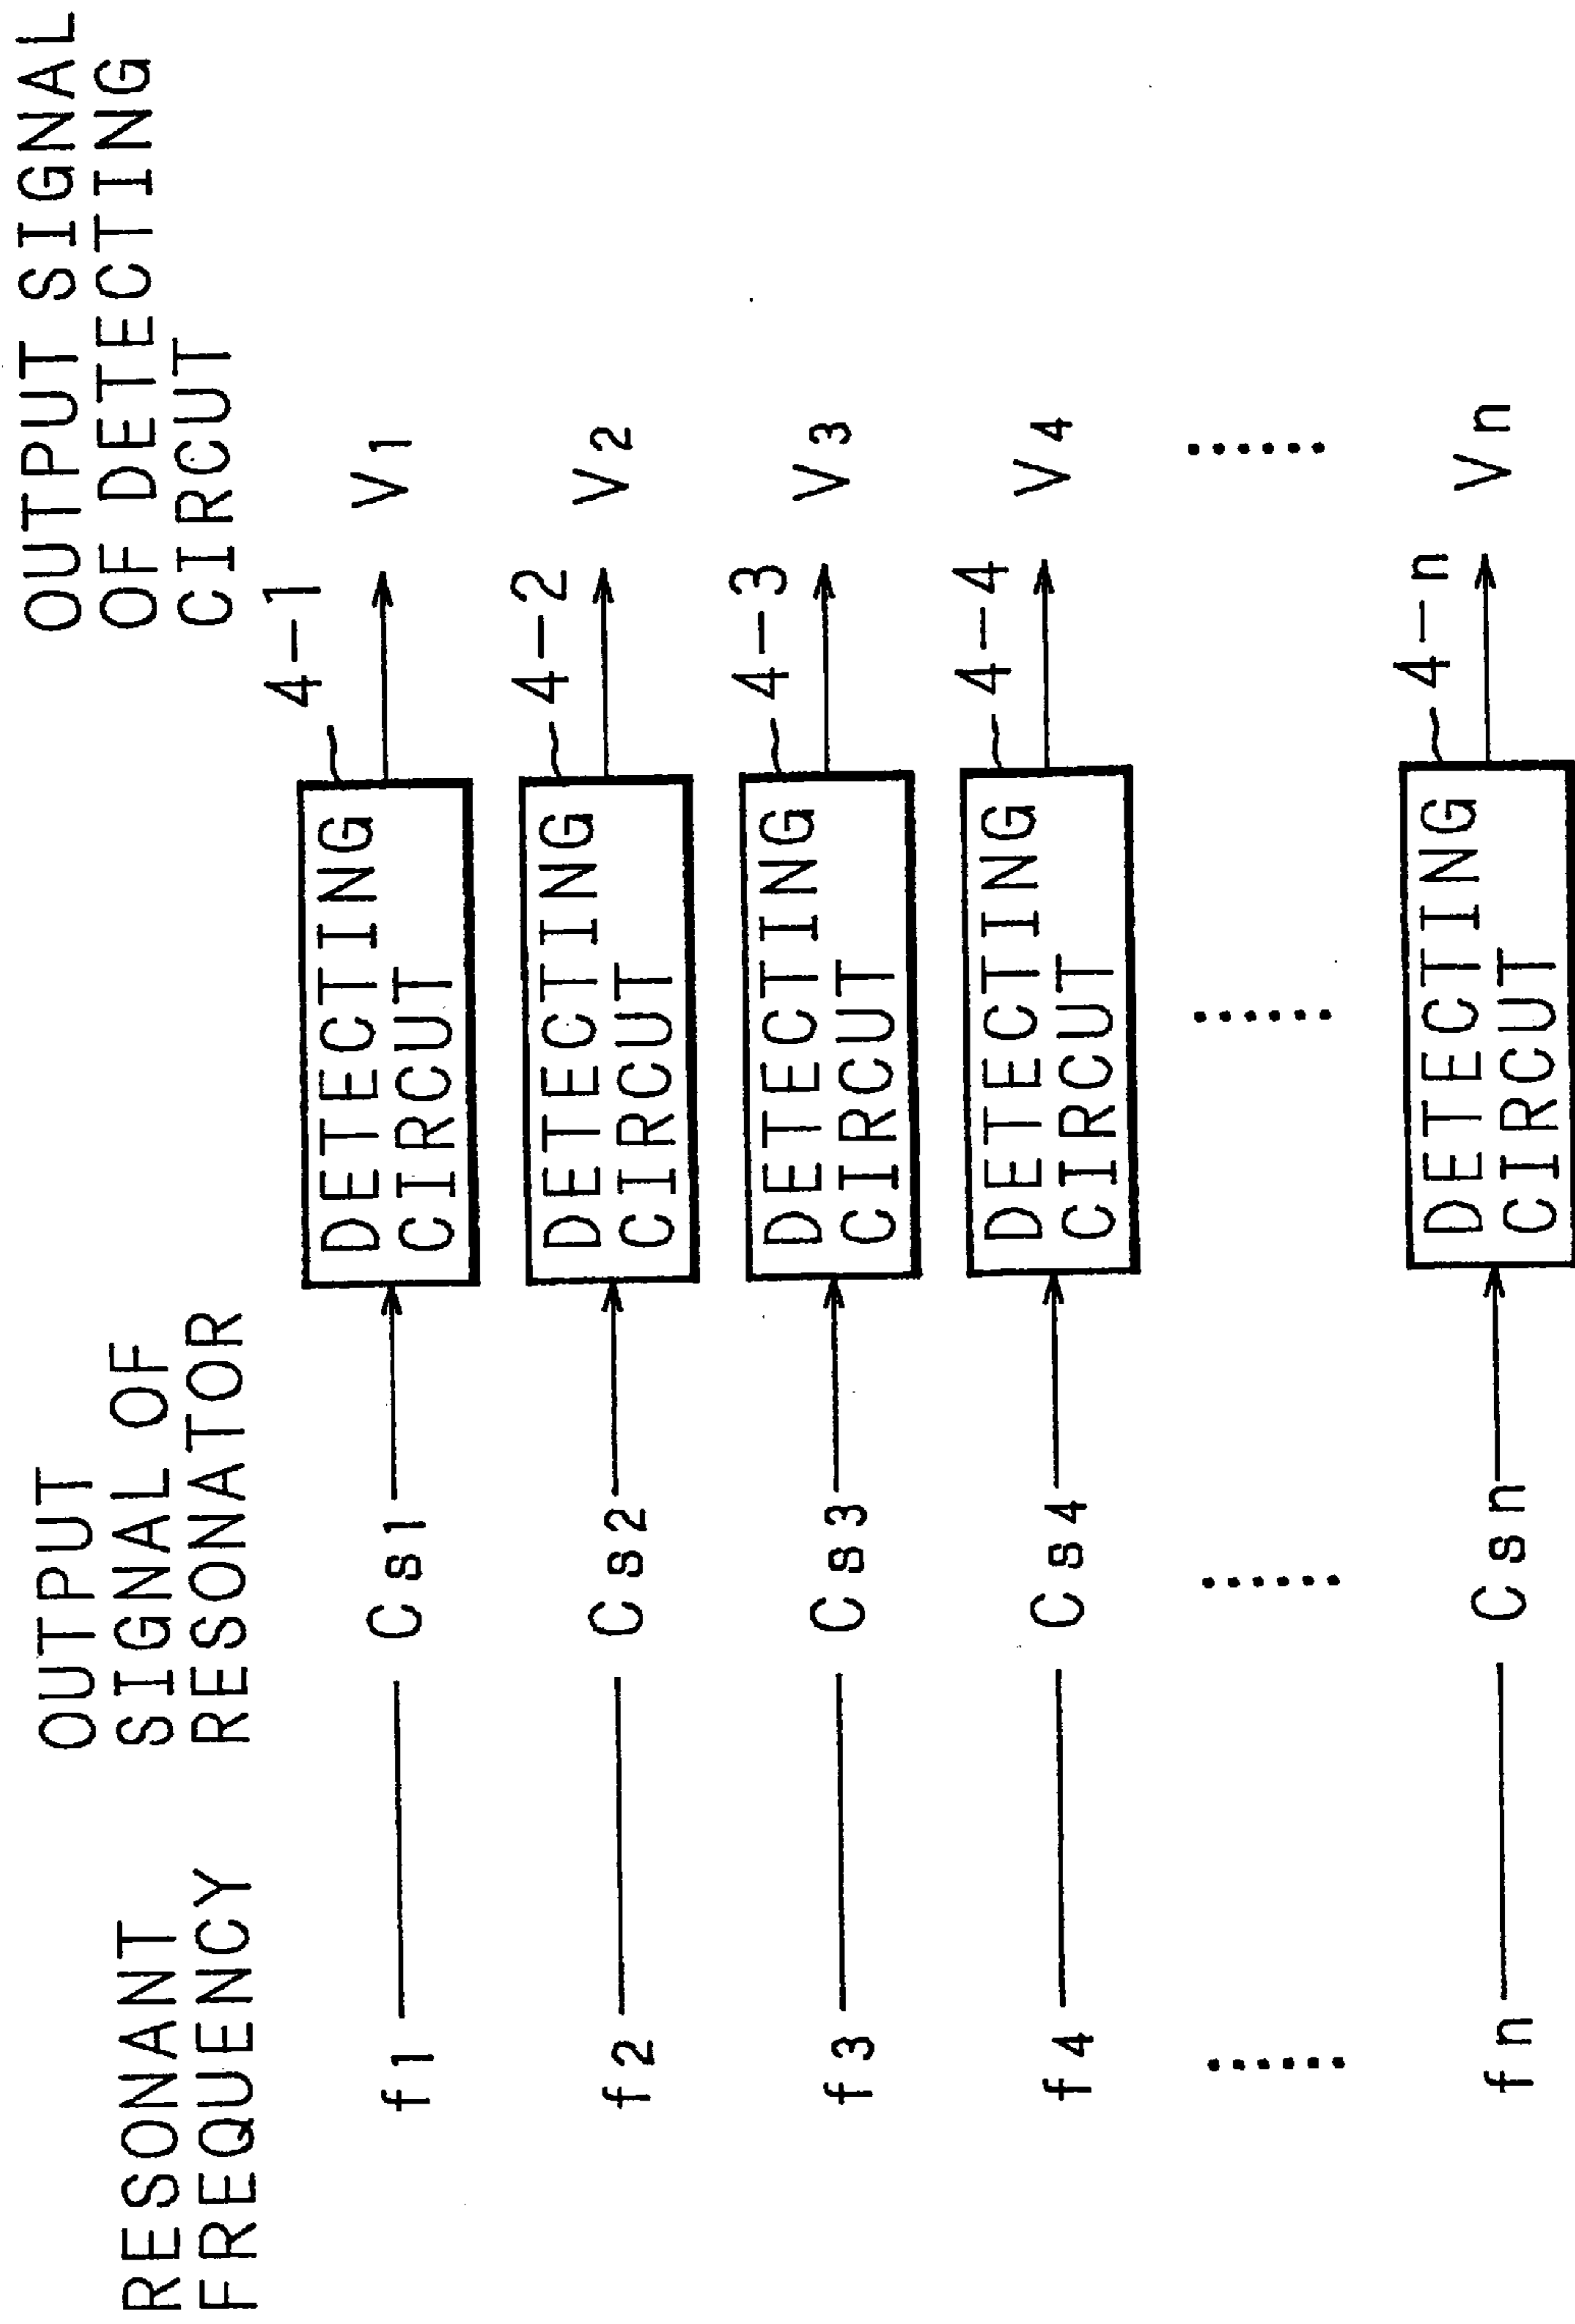 RESONANT
FREQUENCY
OUTPUT
SIGNAL OF
RESONATOR
OUTPUT SIGNAL
OF DETECTING
CIRCUT
f1
Cs1
DETECTING
CIRCUT
4-1
V1
f2
Cs2
DETECTING
CIRCUT
4-2
V2
f3
Cs3
DETECTING
CIRCUT
4-3
V3
f4
Cs4
DETECTING
CIRCUT
4-4
V4
......
......
......
......
fn
Csn
DETECTING
CIRCUT
4-n
Vn